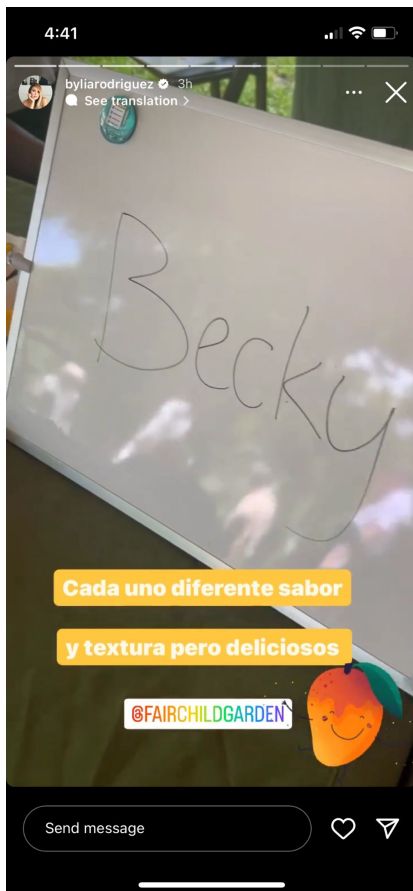 4:41
byliarodriguez 3h
See translation >
Becky
Cada uno diferente sabor
y textura pero deliciosos
@FAIRCHILDGARDEN
Send message